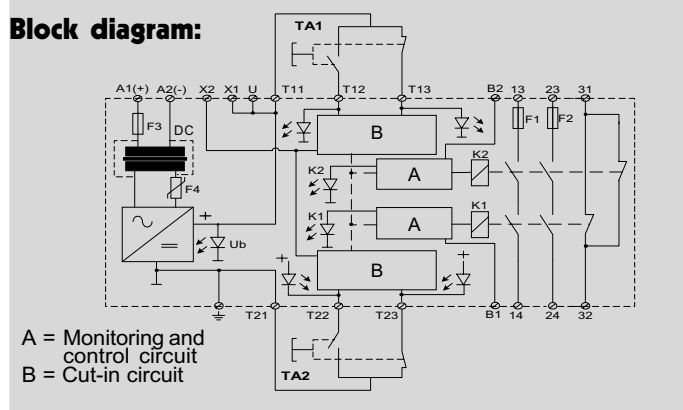 Block diagram:
TA1
A1(+) A2(-) X2 X1 U T11 T12 T13 B2 13 23 31
F3 DC B F1 F2
K2 A K2
F4
+ K1 A K1
Ub + B +
T21 T22 T23 B1 14 24 32
A = Monitoring and
control circuit
B = Cut-in circuit
TA2